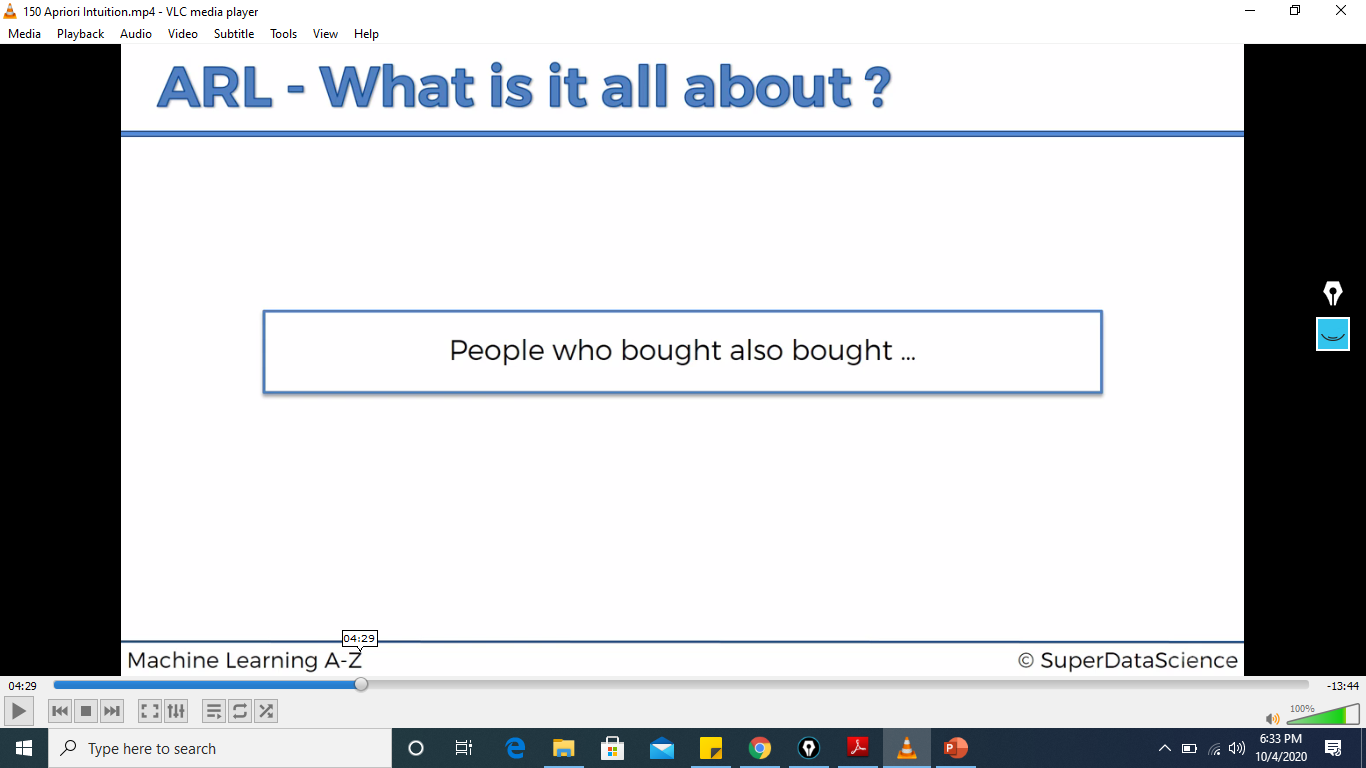 150 Apriori Intuition.mp4 - VLC media player
Media Playback Audio Video Subtitle Tools View Help
ARL - What is it all about ?
People who bought also bought ...
04:29
Machine Learning A-Z
© SuperDataScience
04:29
-13:44
100%
Type here to search
6:33 PM
10/4/2020